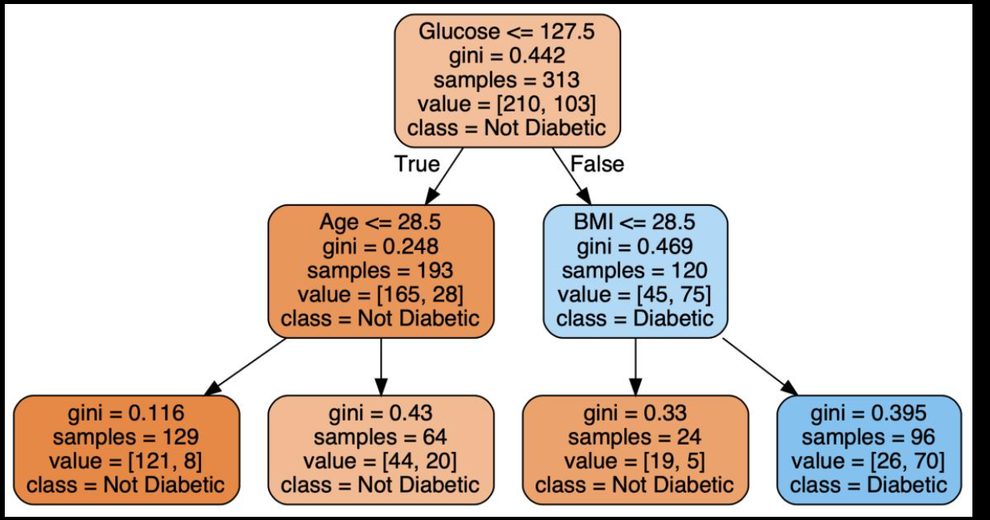 Glucose <= 127.5
gini = 0.442
samples = 313
value = [210, 103]
class = Not Diabetic
True
False
Age <= 28.5
gini = 0.248
samples = 193
value = [165, 28]
class = Not Diabetic
BMI <= 28.5
gini = 0.469
samples = 120
value = [45, 75]
class = Diabetic
gini = 0.116
samples = 129
value = [121, 8]
class = Not Diabetic
gini = 0.43
samples = 64
value = [44, 20]
class = Not Diabetic
gini = 0.33
samples = 24
value = [19, 5]
class = Not Diabetic
gini = 0.395
samples = 96
value = [26, 70]
class = Diabetic